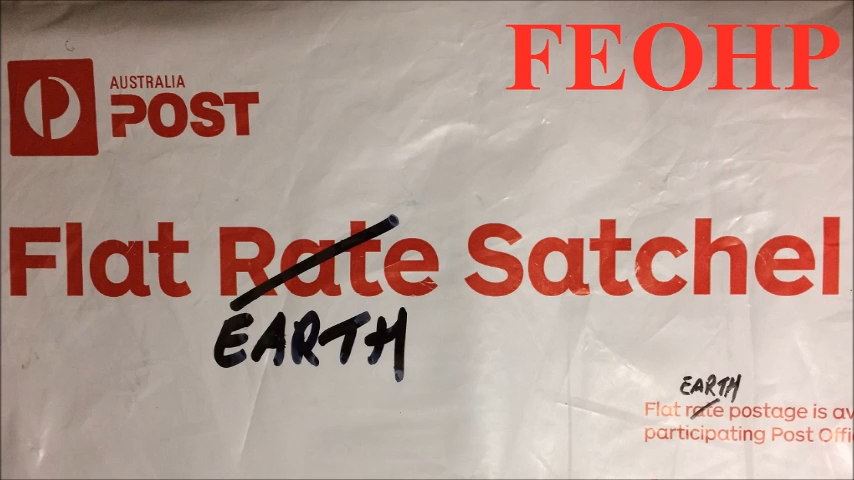 FEOHP
AUSTRALIA
POST
Flat Rate Satchel
EARTH
EARTH
Flat rate postage is av
participating Post Offi